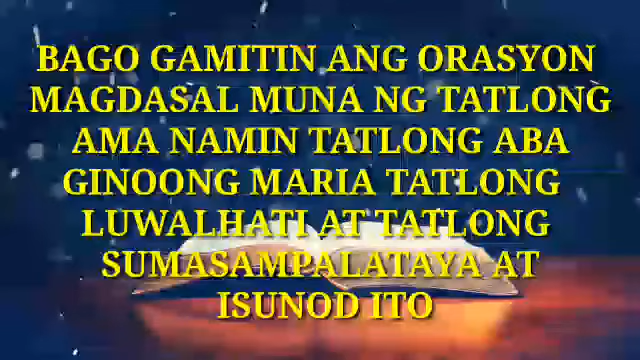 BAGO GAMITIN ANG ORASYON
MAGDASAL MUNA NG TATLONG
AMA NAMIN TATLONG ABA
GINOONG MARIA TATLONG
LUWALHATI AT TATLONG
SUMASAMPALATAYA AT
ISUNOD ITO